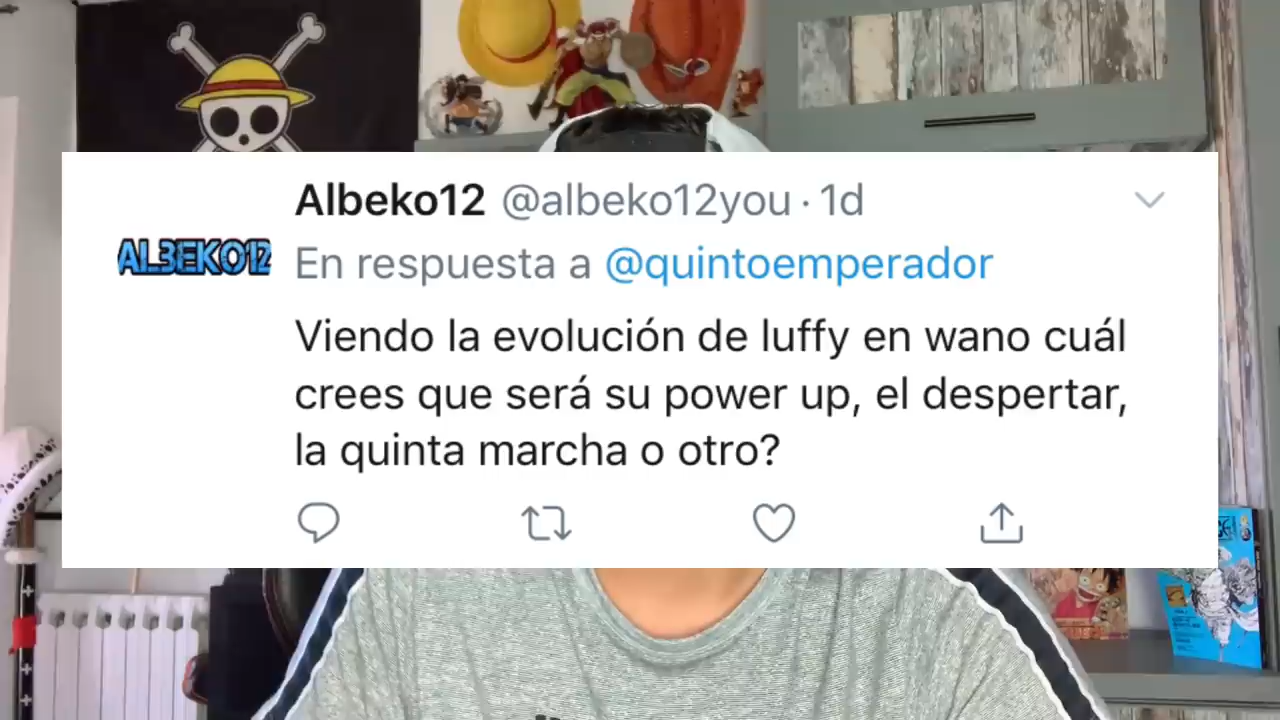 Albeko12 @albeko12you · 1d
ALBEKO12
En respuesta a @quintoemperador
Viendo la evolución de luffy en wano cuál
crees que será su power up, el despertar,
la quinta marcha o otro?